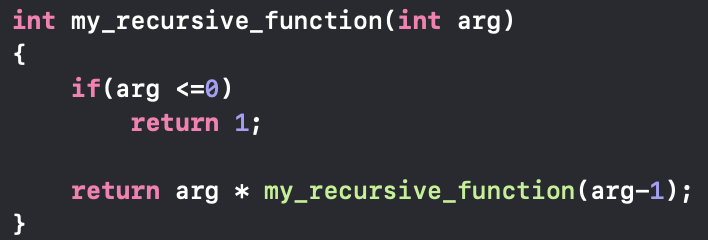 int my_recursive_function(int arg)
{
    if(arg <=0)
        return 1;

    return arg * my_recursive_function(arg-1);
}